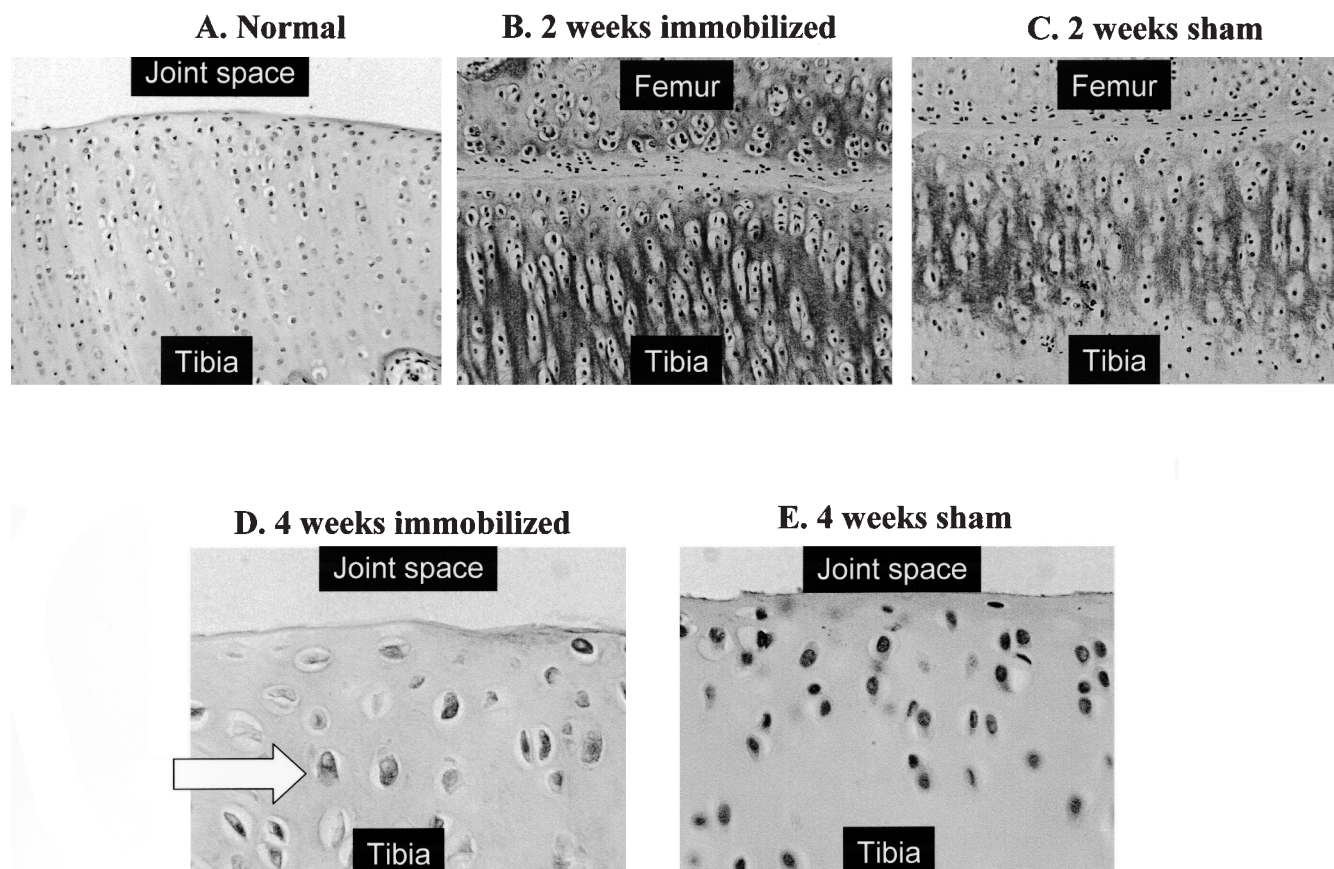 A. Normal
B. 2 weeks immobilized
C. 2 weeks sham
Joint space
Femur
Femur
Tibia
Tibia
Tibia
D. 4 weeks immobilized
E. 4 weeks sham
Joint space
Joint space
Tibia
Tibia